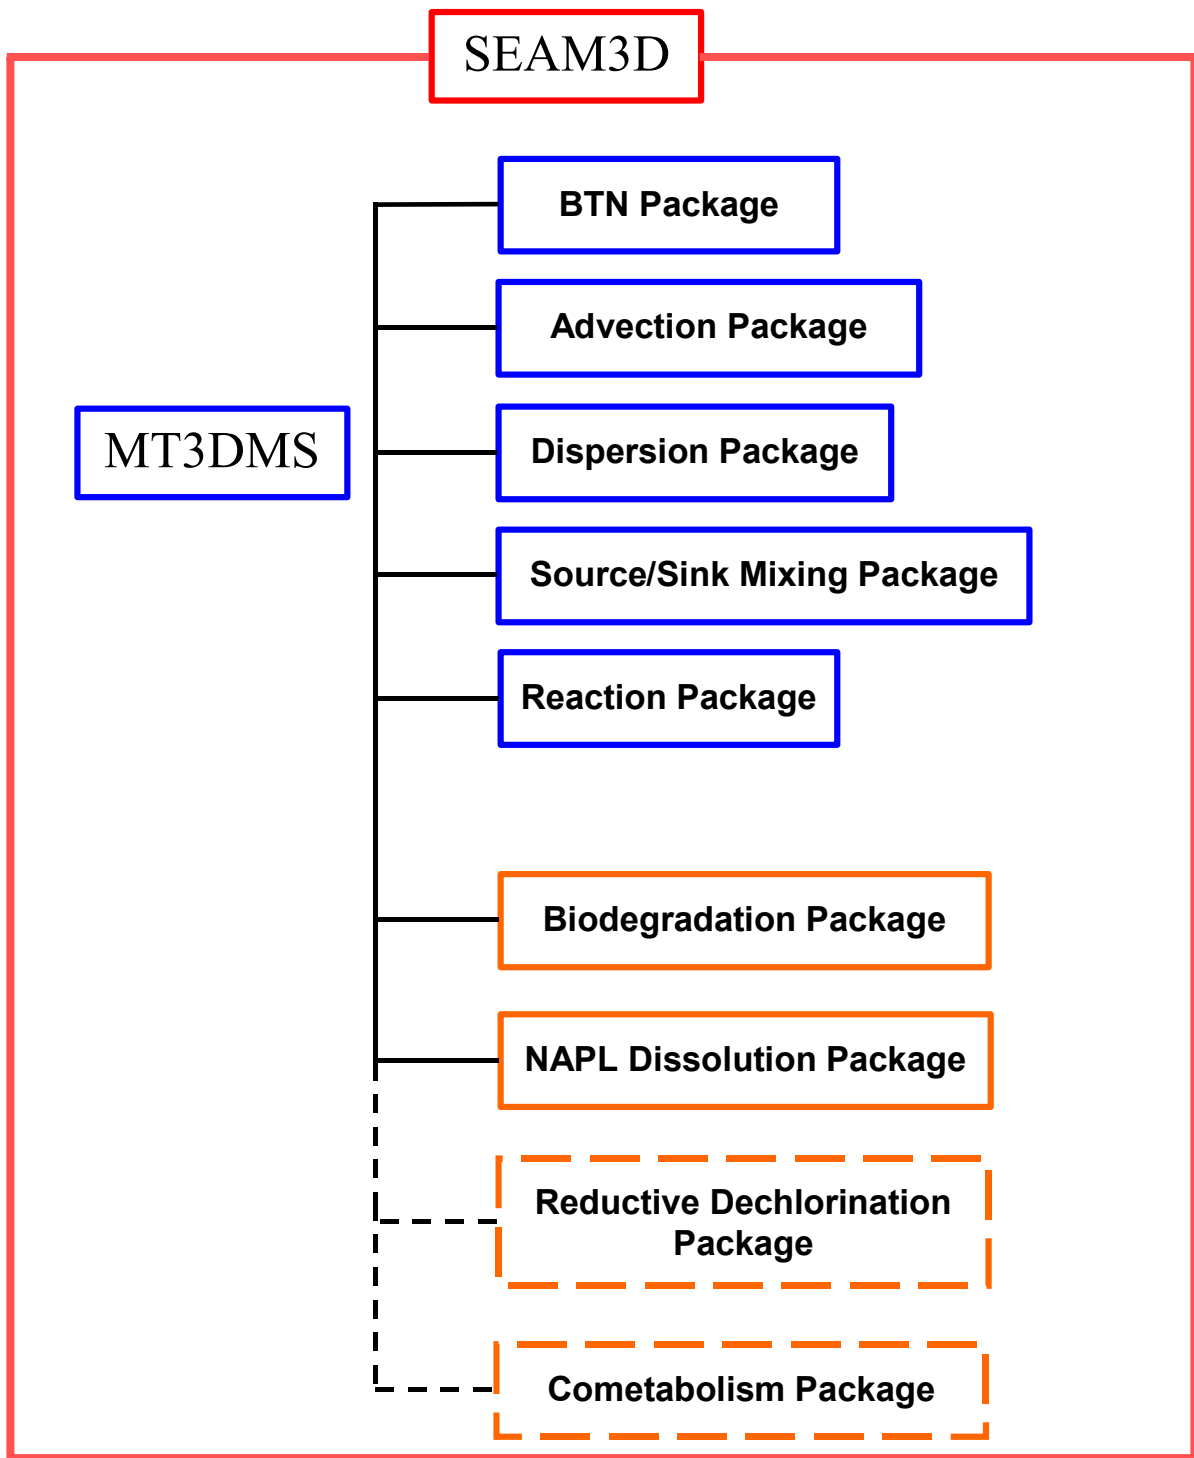 SEAM3D
BTN Package
Advection Package
MT3DMS
Dispersion Package
Source/Sink Mixing Package
Reaction Package
Biodegradation Package
NAPL Dissolution Package
Reductive Dechlorination
Package
Cometabolism Package